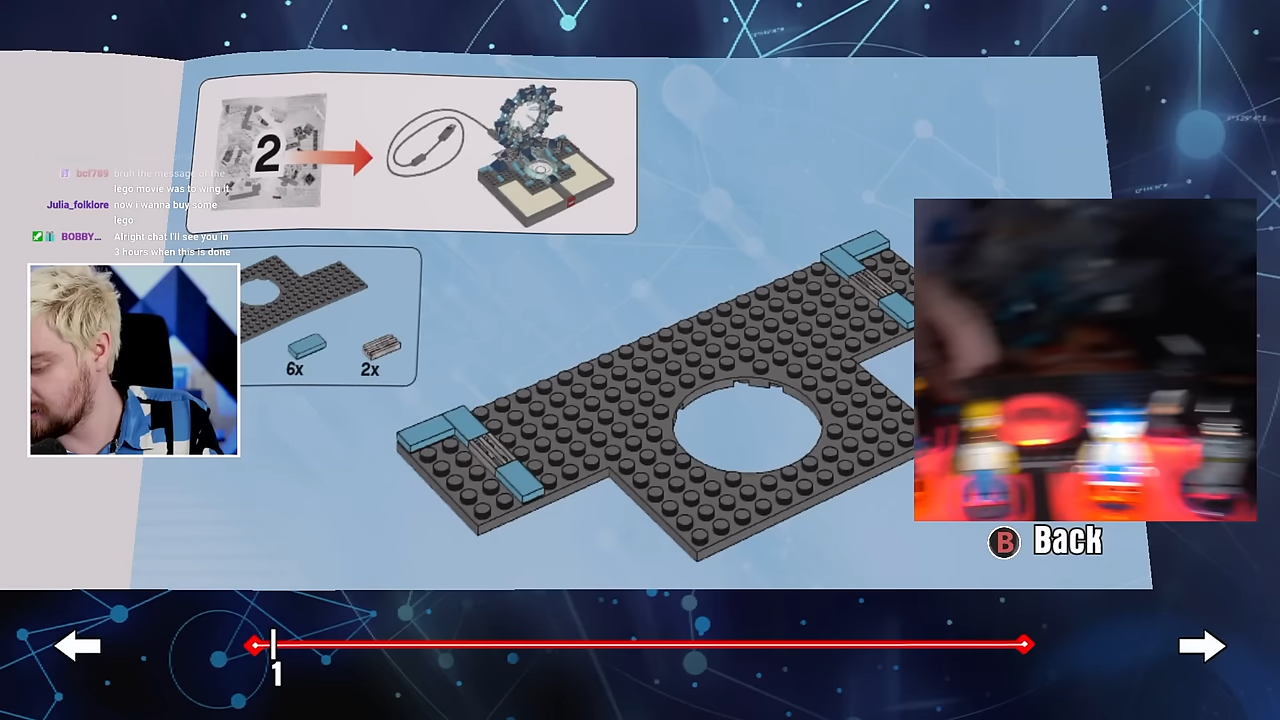 2
bcf789 bruh the message of the
lego movie was to wing it
Julia_folklore now i wanna buy some
lego
BOBBY... Alright chat I'll see you in
3 hours when this is done
6x
2x
B Back
1